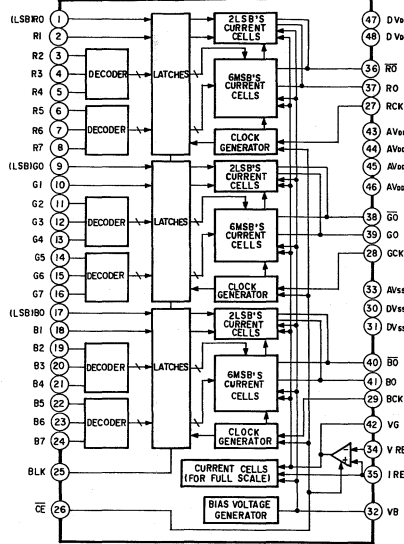 (LSB)R0 1
R1 2
R2 3
R3 4
R4 5
R5 6
R6 7
R7 8
(LSB)G0 9
G1 10
G2 11
G3 12
G4 13
G5 14
G6 15
G7 16
(LSB)B0 17
B1 18
B2 19
B3 20
B4 21
B5 22
B6 23
B7 24
BLK 25
CE 26
DECODER
DECODER
DECODER
DECODER
DECODER
DECODER
LATCHES
LATCHES
LATCHES
2LSB'S
CURRENT
CELLS
6MSB'S
CURRENT
CELLS
CLOCK
GENERATOR
2LSB'S
CURRENT
CELLS
6MSB'S
CURRENT
CELLS
CLOCK
GENERATOR
2LSB'S
CURRENT
CELLS
6MSB'S
CURRENT
CELLS
CLOCK
GENERATOR
CURRENT CELLS
(FOR FULL SCALE)
BIAS VOLTAGE
GENERATOR
- +
47 DVD
48 DVD
36 RO
37 RO
27 RCK
43 AVDD
44 AVDD
45 AVDD
46 AVDD
38 GO
39 GO
28 GCK
33 AVSS
30 DVSS
31 DVSS
40 BO
41 BO
29 BCK
42 VG
34 V RE
35 I RE
32 VB